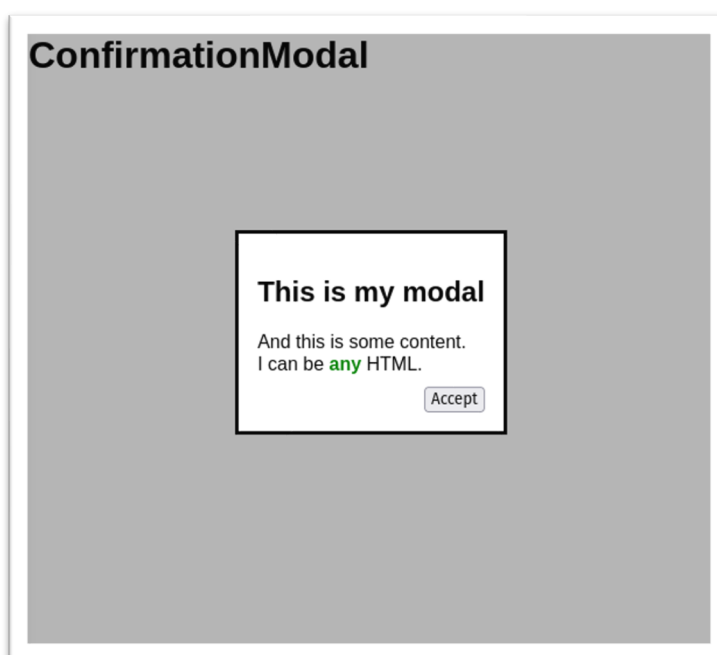 ConfirmationModal
This is my modal
And this is some content.
I can be any HTML.
Accept